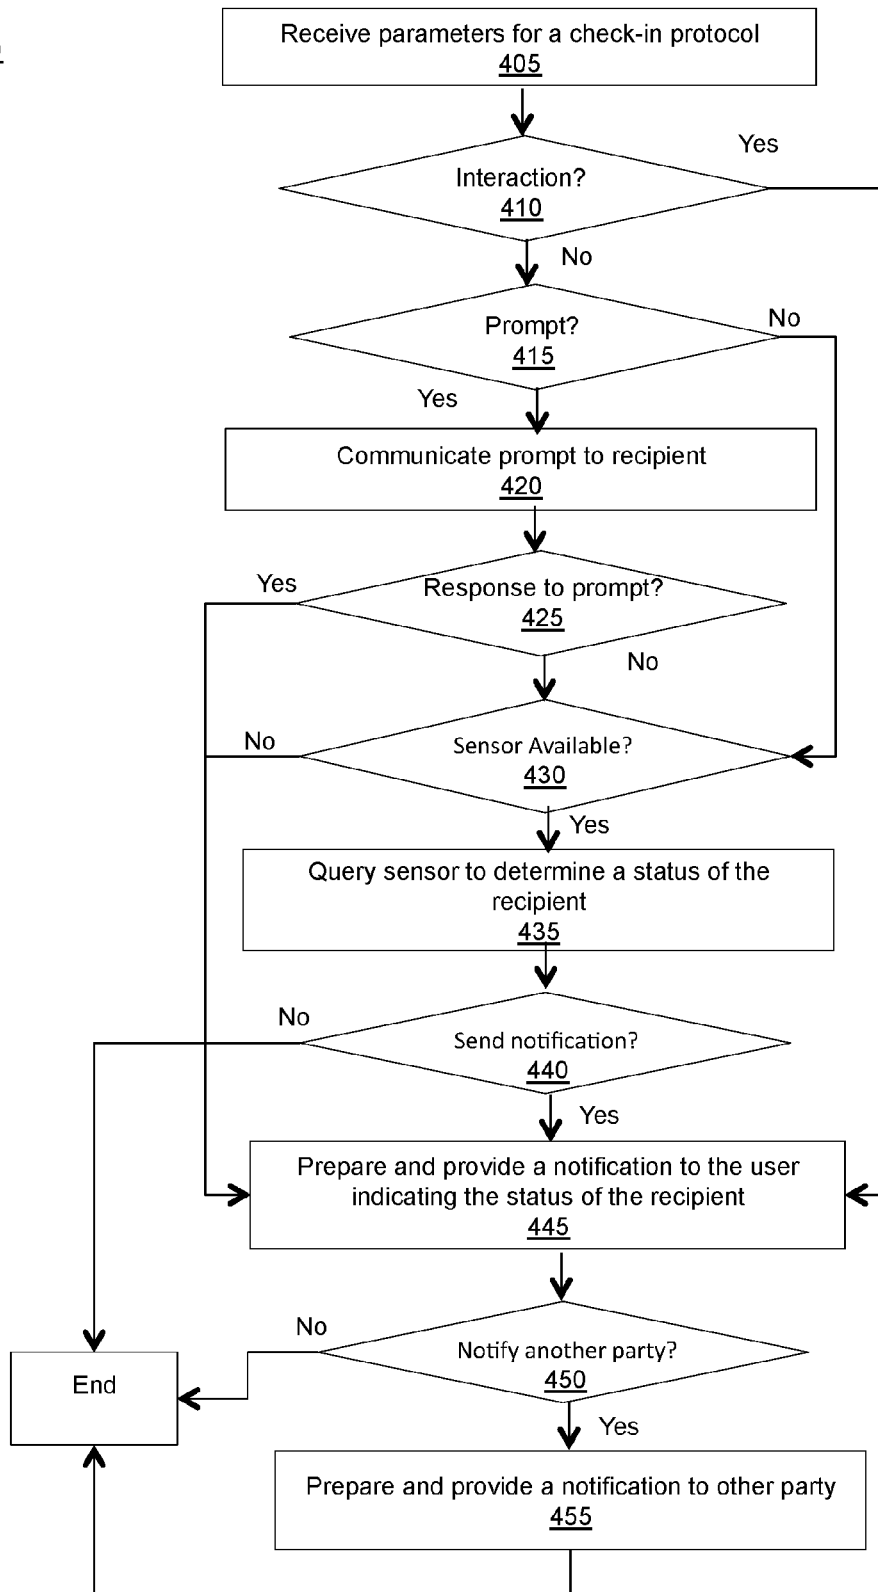 Receive parameters for a check-in protocol
405
Yes
Interaction?
410
No
Prompt?
415
No
Yes
Communicate prompt to recipient
420
Yes
Response to prompt?
425
No
No
Sensor Available?
430
Yes
Query sensor to determine a status of the
recipient
435
No
Send notification?
440
Yes
Prepare and provide a notification to the user
indicating the status of the recipient
445
No
Notify another party?
450
End
Yes
Prepare and provide a notification to other party
455